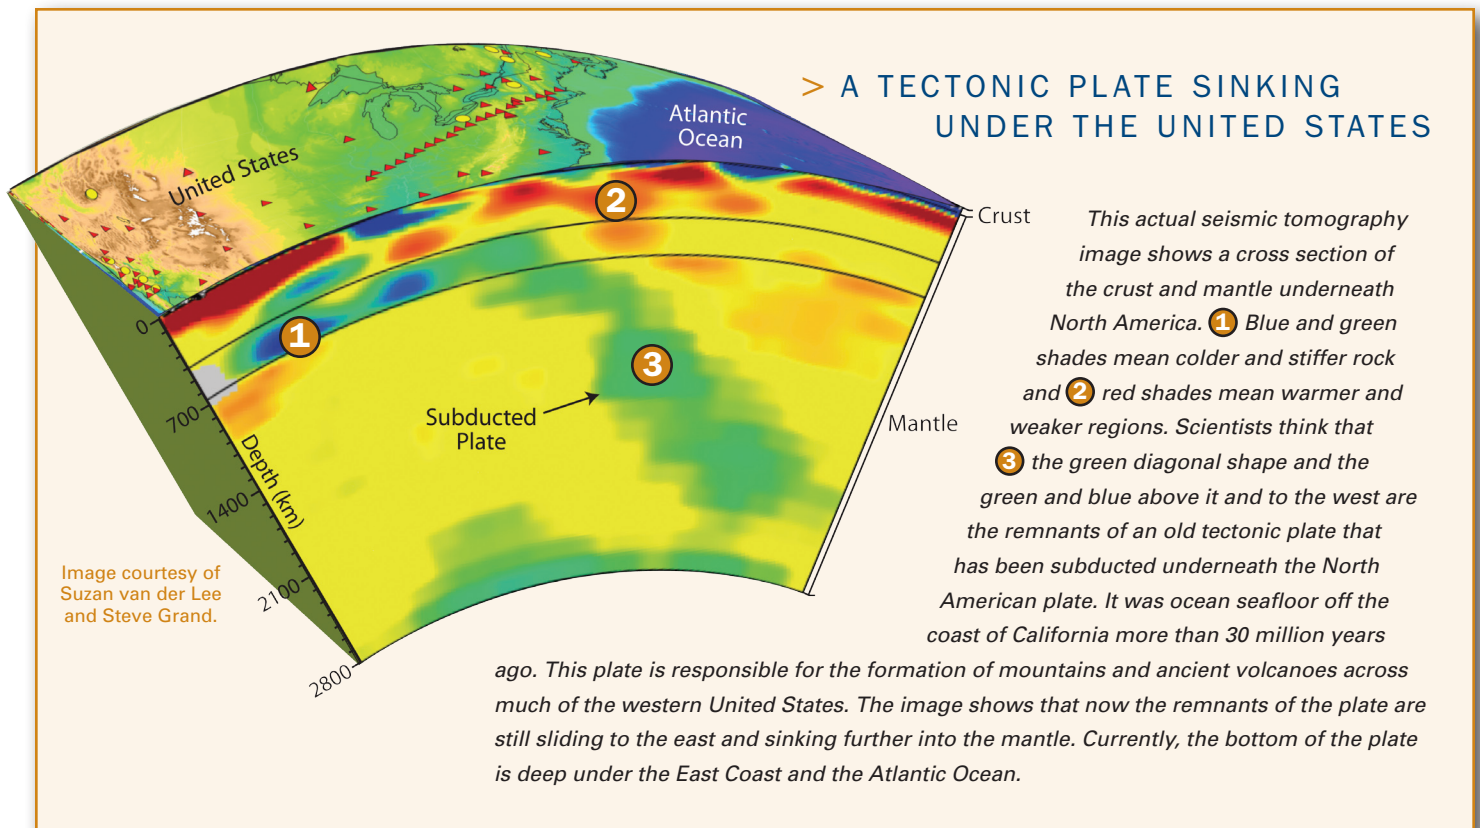 > A TECTONIC PLATE SINKING
UNDER THE UNITED STATES
Atlantic
Ocean
United States
2
Crust
1
3
Subducted
Plate
Mantle
0
700
1400
2100
2800
Depth (km)
Image courtesy of
Suzan van der Lee
and Steve Grand.
This actual seismic tomography
image shows a cross section of
the crust and mantle underneath
North America. 1 Blue and green
shades mean colder and stiffer rock
and 2 red shades mean warmer and
weaker regions. Scientists think that
3 the green diagonal shape and the
green and blue above it and to the west are
the remnants of an old tectonic plate that
has been subducted underneath the North
American plate. It was ocean seafloor off the
coast of California more than 30 million years
ago. This plate is responsible for the formation of mountains and ancient volcanoes across
much of the western United States. The image shows that now the remnants of the plate are
still sliding to the east and sinking further into the mantle. Currently, the bottom of the plate
is deep under the East Coast and the Atlantic Ocean.